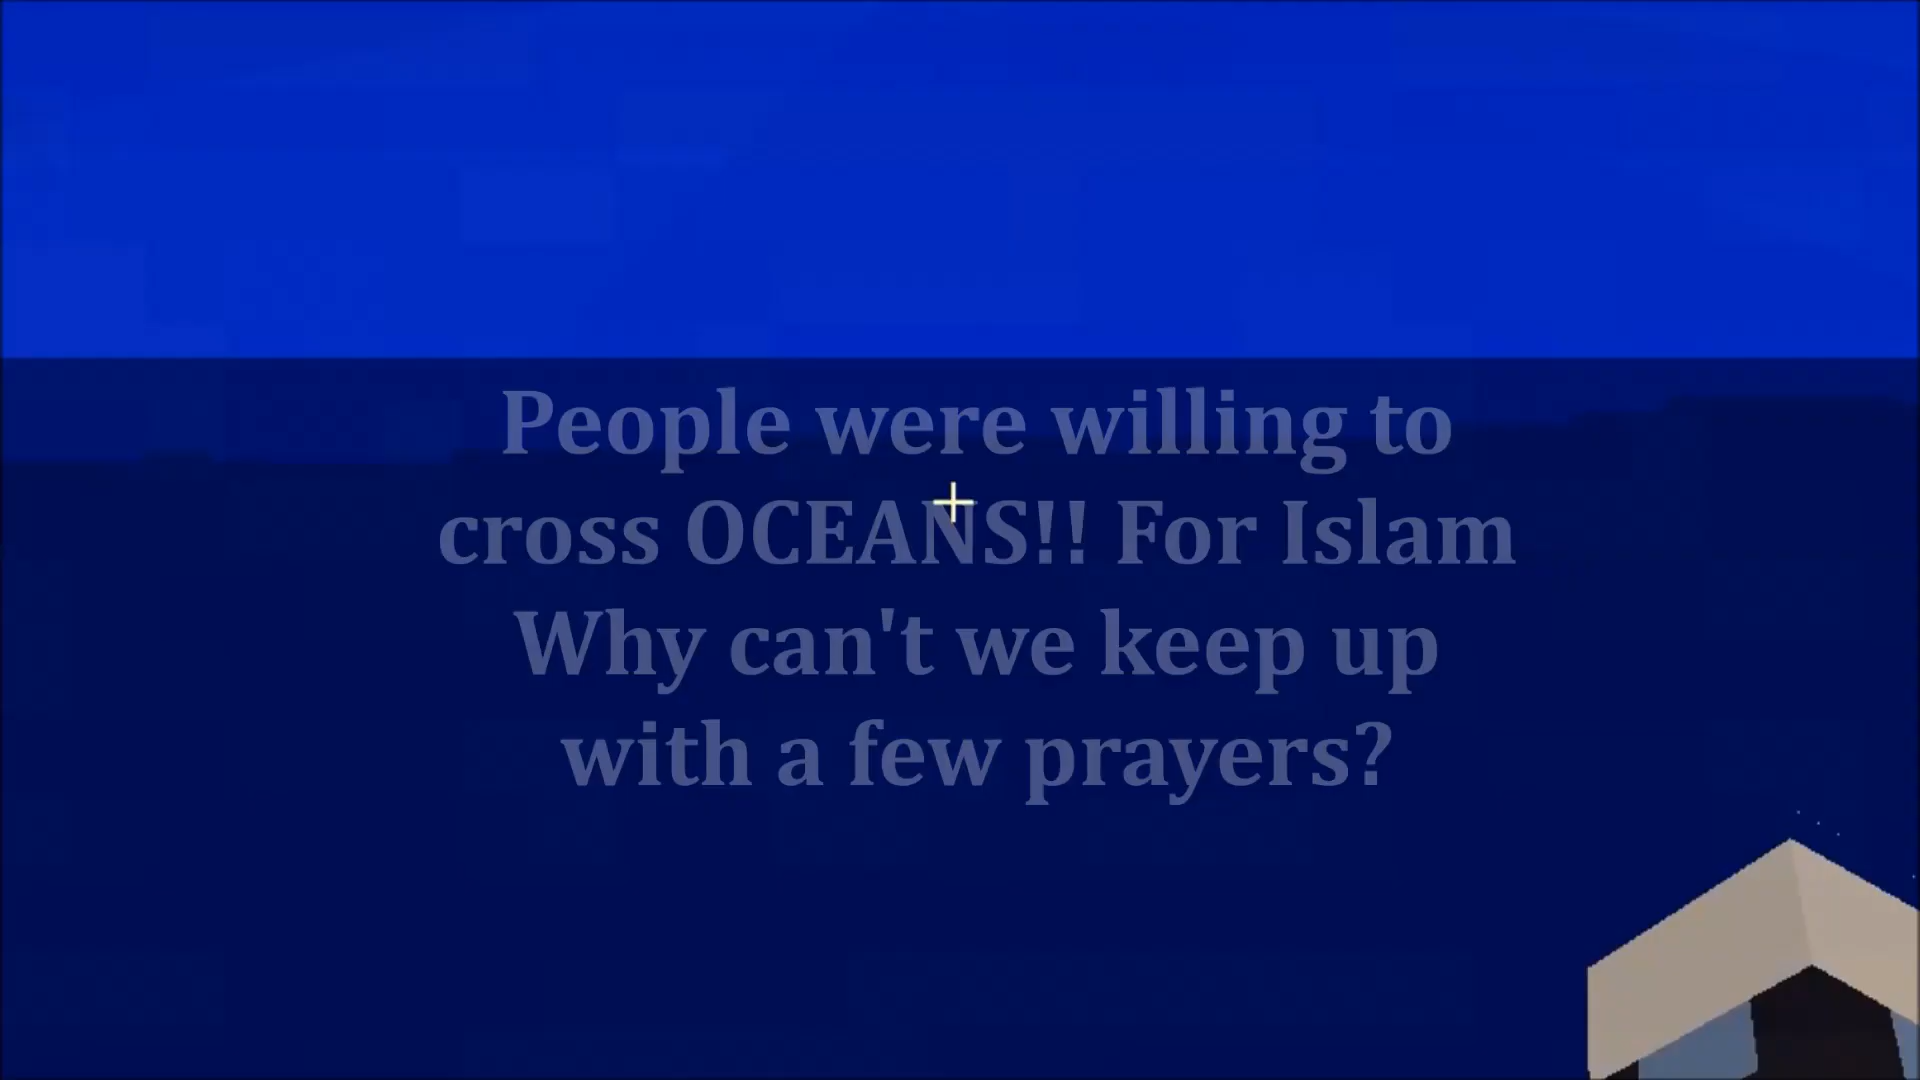 People were willing to
cross OCEANS!! For Islam
Why can't we keep up
with a few prayers?